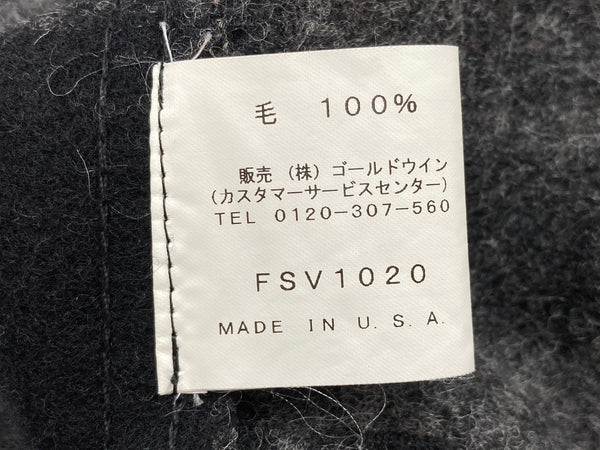 毛 100%
販売 (株) ゴールドウイン
(カスタマーサービスセンター)
TEL 0120-307-560
FSV1020
MADE IN U.S.A.